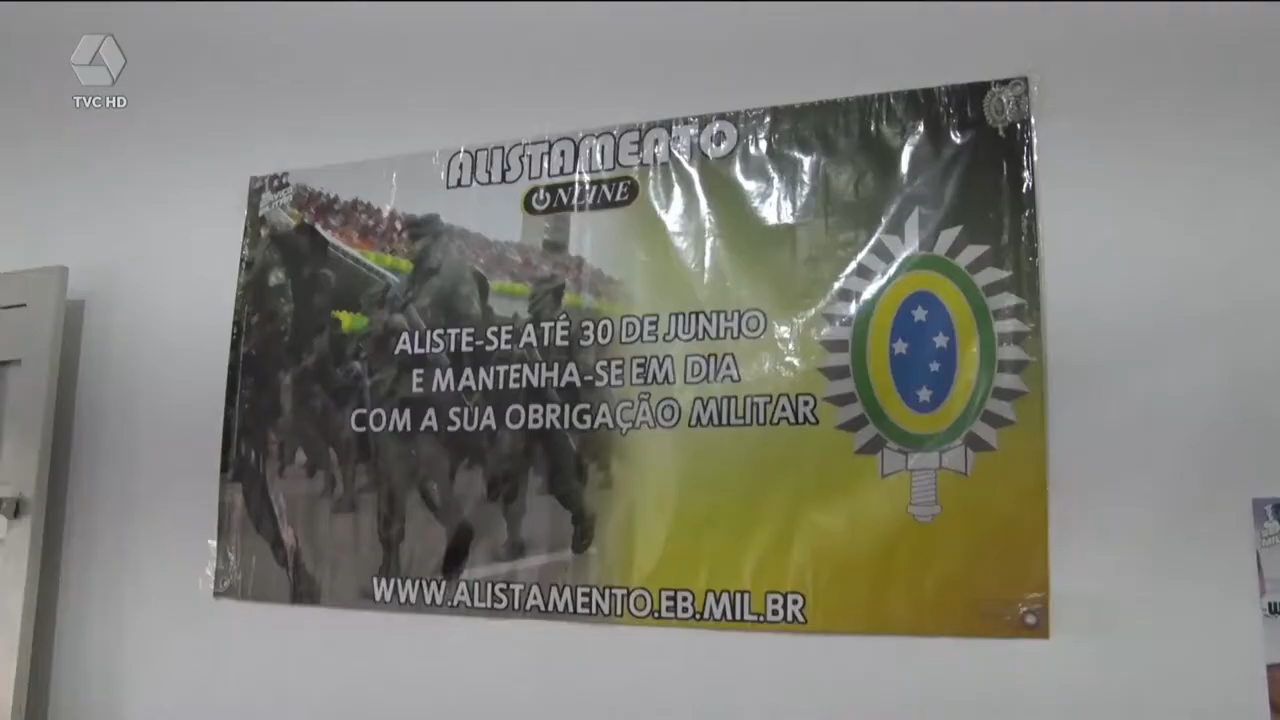 TVC HD
ALISTAMENTO
ONLINE
ALISTE-SE ATÉ 30 DE JUNHO
E MANTENHA-SE EM DIA
COM A SUA OBRIGAÇÃO MILITAR
WWW.ALISTAMENTO.EB.MIL.BR